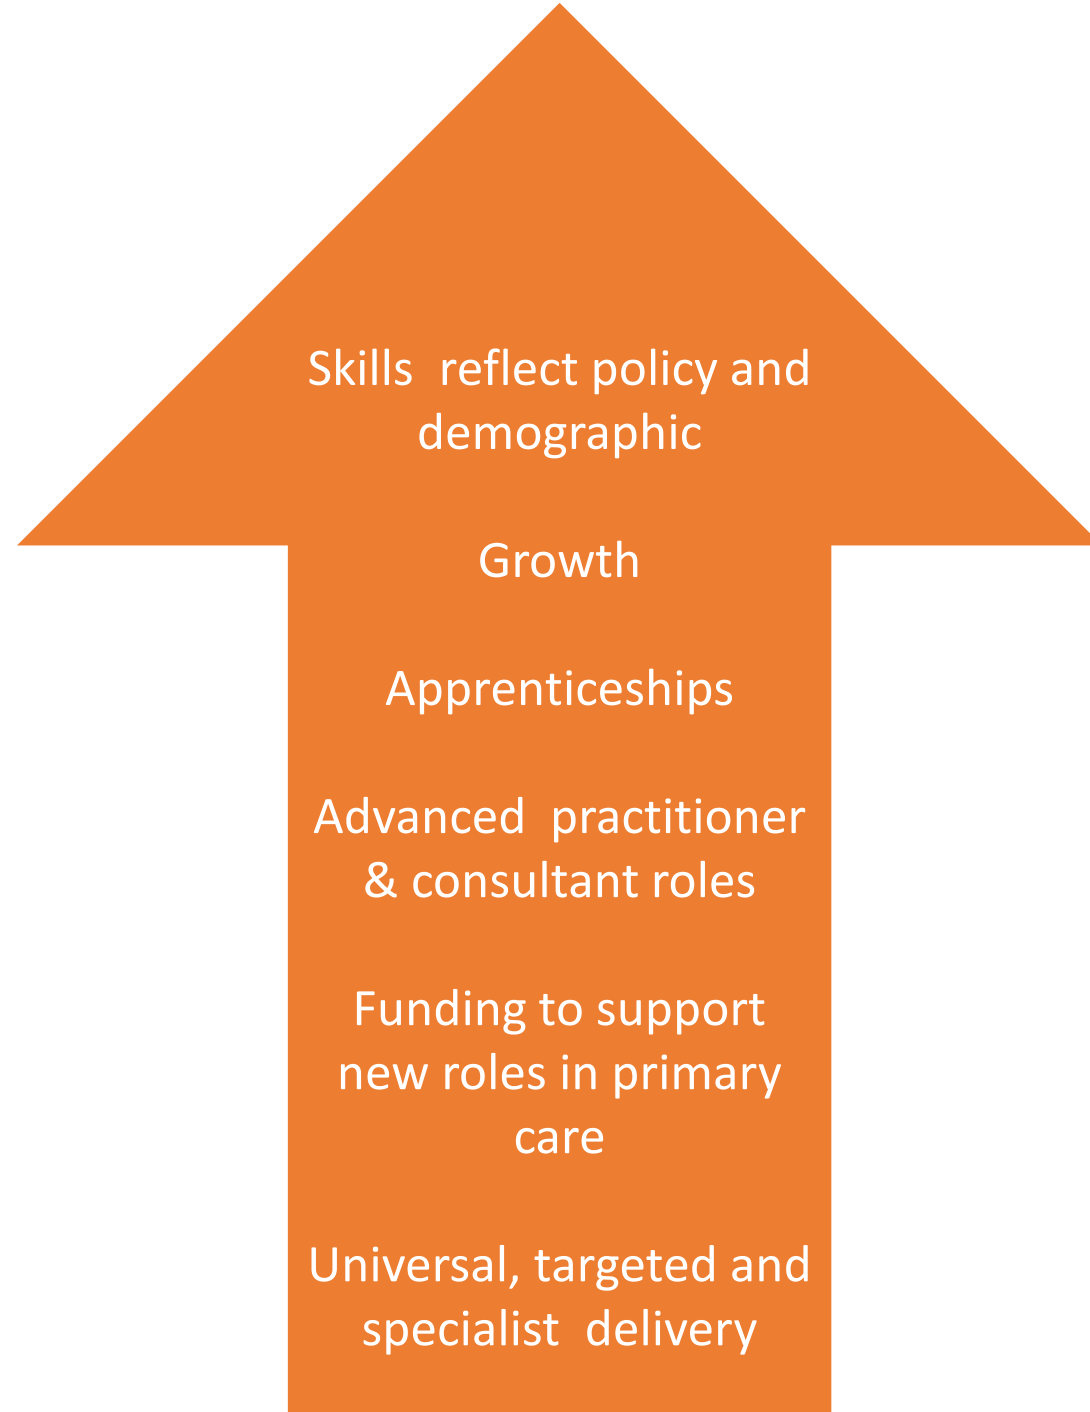 Skills  reflect policy and
demographic
Growth
Apprenticeships
Advanced  practitioner
& consultant roles
Funding to support
new roles in primary
care
Universal, targeted and
specialist  delivery